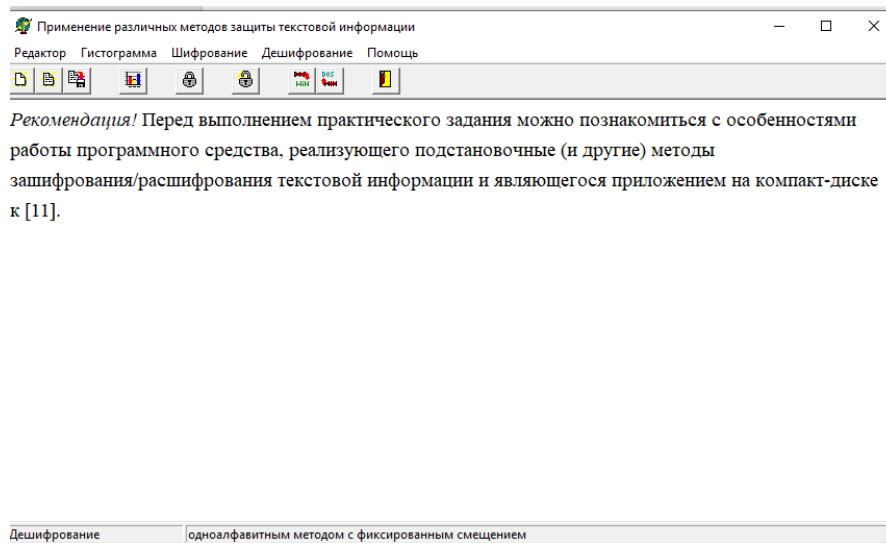 Применение различных методов защиты текстовой информации
Редактор Гистограмма Шифрование Дешифрование Помощь
DOS
WIN
Рекомендация! Перед выполнением практического задания можно познакомиться с особенностями
работы программного средства, реализующего подстановочные (и другие) методы
зашифрования/расшифрования текстовой информации и являющегося приложением на компакт-диске
к [11].
Дешифрование одноалфавитным методом с фиксированным смещением